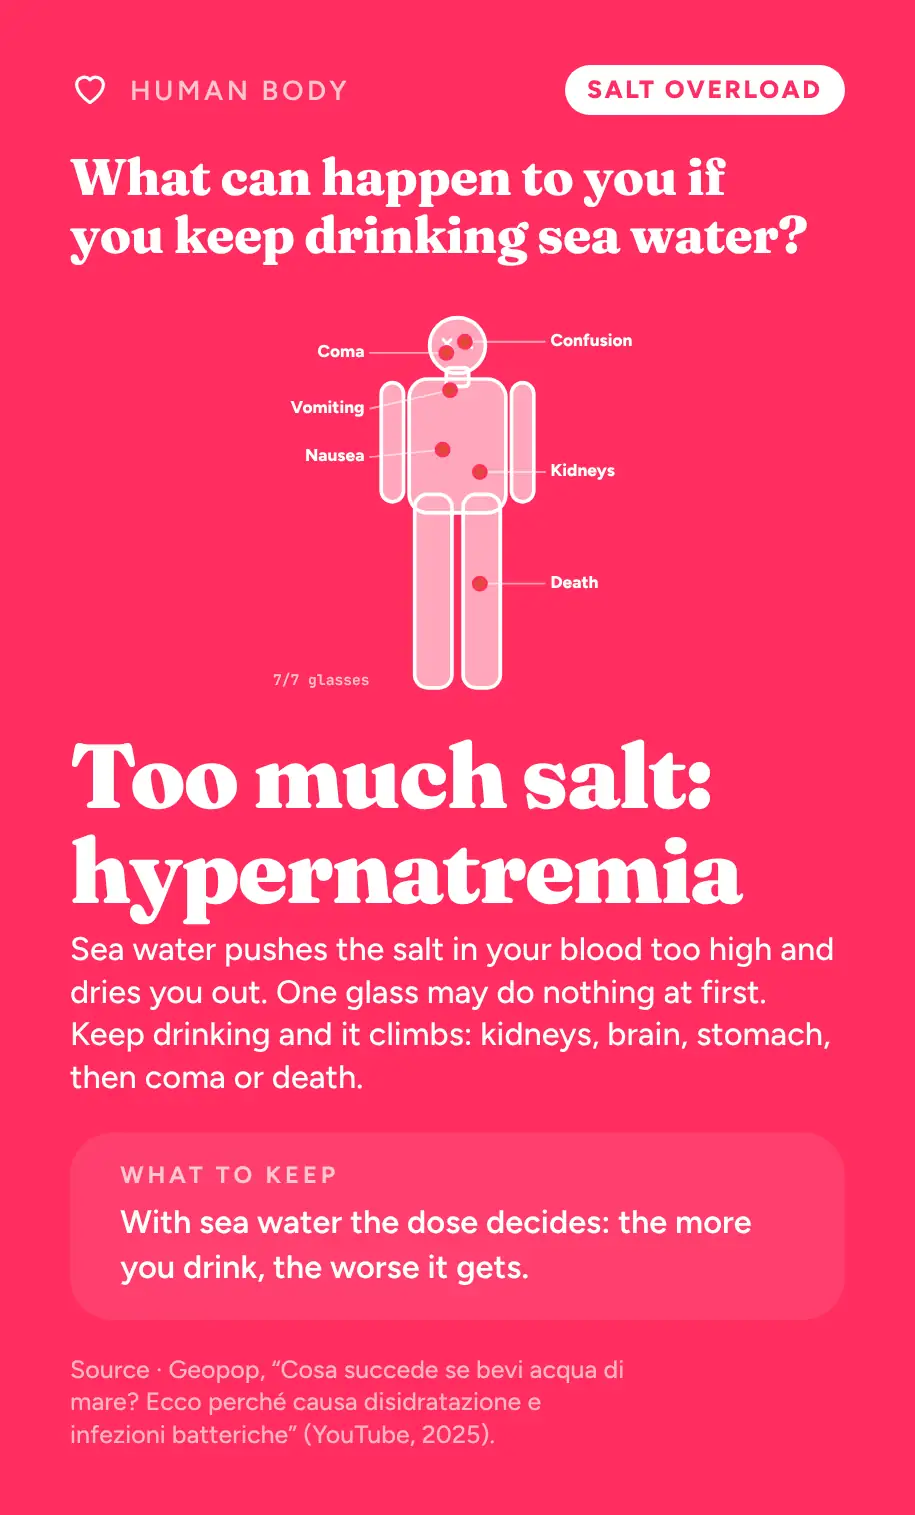 HUMAN BODY
SALT OVERLOAD
What can happen to you if
you keep drinking sea water?
Confusion
Coma
Vomiting
Nausea
Kidneys
Death
7/7 glasses
Too much salt:
hypernatremia
Sea water pushes the salt in your blood too high and
dries you out. One glass may do nothing at first.
Keep drinking and it climbs: kidneys, brain, stomach,
then coma or death.
WHAT TO KEEP
With sea water the dose decides: the more
you drink, the worse it gets.
Source · Geopop, “Cosa succede se bevi acqua di
mare? Ecco perché causa disidratazione e
infezioni batteriche” (YouTube, 2025).